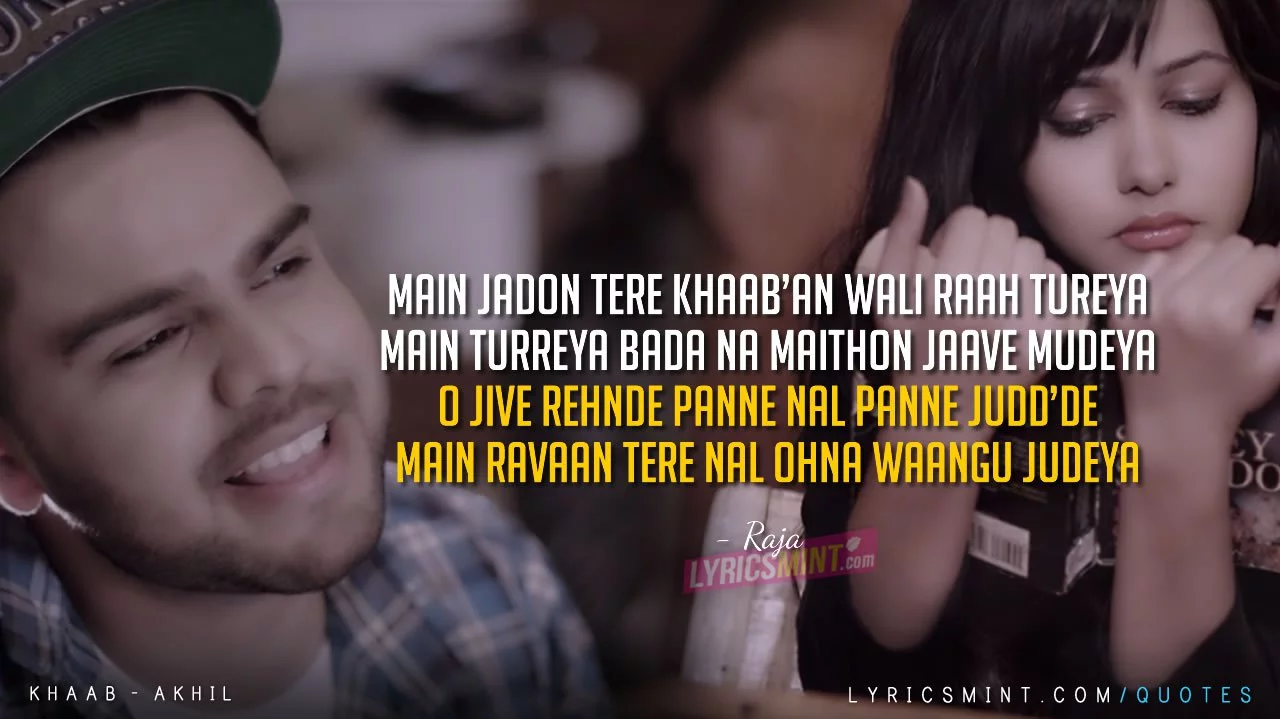 MAIN JADON TERE KHAAB'AN WALI RAAH TUREYA
MAIN TURREYA BADA NA MAITHON JAAVE MUDEYA
O JIVE REHNDE PANNE NAL PANNE JUDD'DE
MAIN RAVAAN TERE NAL OHNA WAANGU JUDEYA
- Raja
LYRICSMINT.com
KHAAB - AKHIL
LYRICSMINT.COM/QUOTES